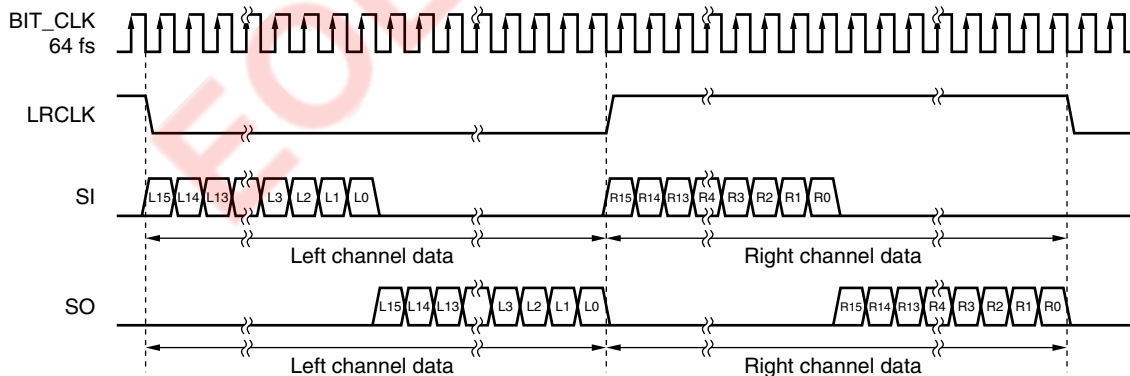 BIT_CLK
64 fs
LRCLK
SI
L15 L14 L13 L3 L2 L1 L0 R15 R14 R13 R4 R3 R2 R1 R0
Left channel data Right channel data
SO
L15 L14 L13 L3 L2 L1 L0 R15 R14 R13 R4 R3 R2 R1 R0
Left channel data Right channel data